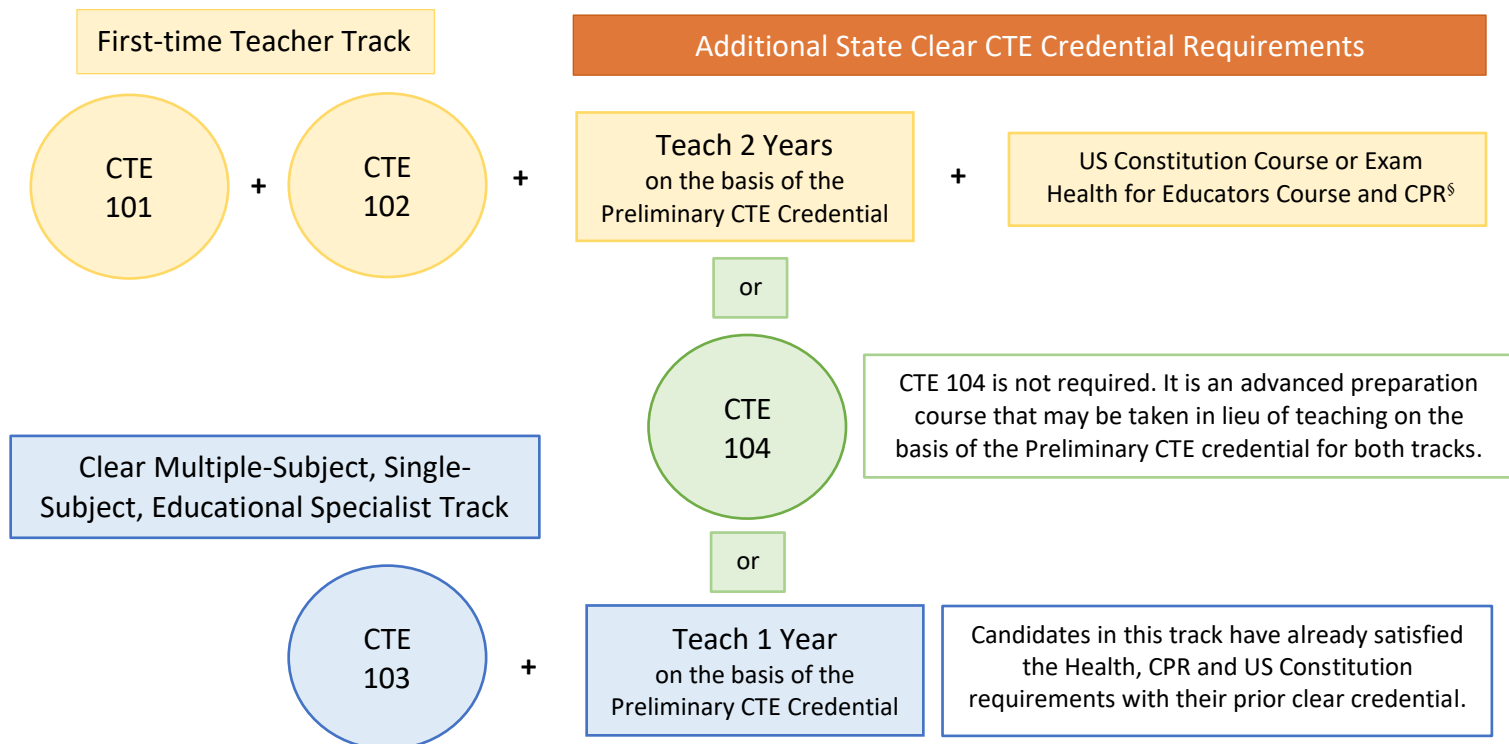 First-time Teacher Track
Additional State Clear CTE Credential Requirements
CTE
101
+
CTE
102
+
Teach 2 Years
on the basis of the
Preliminary CTE Credential
+
US Constitution Course or Exam
Health for Educators Course and CPR§
or
CTE
104
CTE 104 is not required. It is an advanced preparation
course that may be taken in lieu of teaching on the
basis of the Preliminary CTE credential for both tracks.
Clear Multiple-Subject, Single-
Subject, Educational Specialist Track
or
CTE
103
+
Teach 1 Year
on the basis of the
Preliminary CTE Credential
Candidates in this track have already satisfied
the Health, CPR and US Constitution
requirements with their prior clear credential.